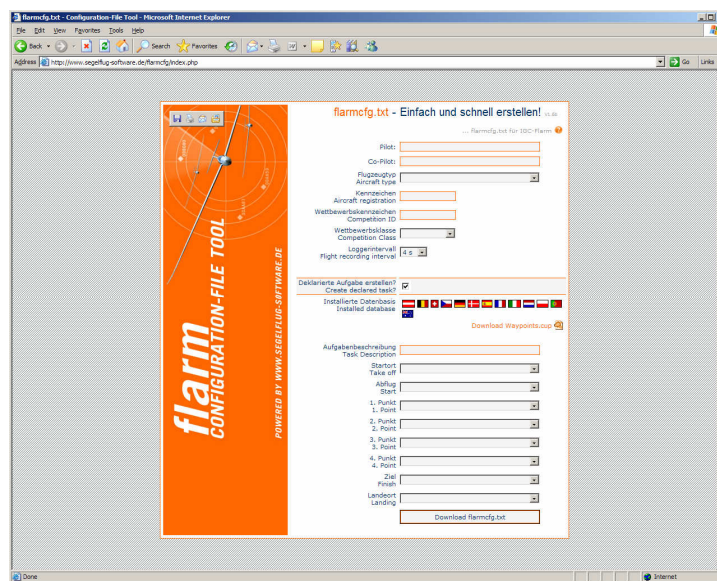 flarmcfg.txt - Configuration-File Tool - Microsoft Internet Explorer
File Edit View Favorites Tools Help
Back Search Favorites
Address http://www.segelflug-software.de/flarmcfg/index.php Go Links
flarmcfg.txt - Einfach und schnell erstellen!
... flarmcfg.txt für IGC-Flarm
Pilot:
Co-Pilot:
Flugzeugtyp
Aircraft type
Kennzeichen
Aircraft registration
Wettbewerbskennzeichen
Competition ID
Wettbewerbsklasse
Competition Class
Loggerintervall
Flight recording interval
4 s
Deklarierte Aufgabe erstellen?
Create declared task?
Installierte Datenbasis
Installed database
Download Waypoints.cup
Aufgabenbeschreibung
Task Description
Startort
Take off
Abflug
Start
1. Punkt
1. Point
2. Punkt
2. Point
3. Punkt
3. Point
4. Punkt
4. Point
Ziel
Finish
Landeort
Landing
Download flarmcfg.txt
flarm
CONFIGURATION-FILE TOOL
POWERED BY WWW.SEGELFLUG-SOFTWARE.DE
Done
Internet